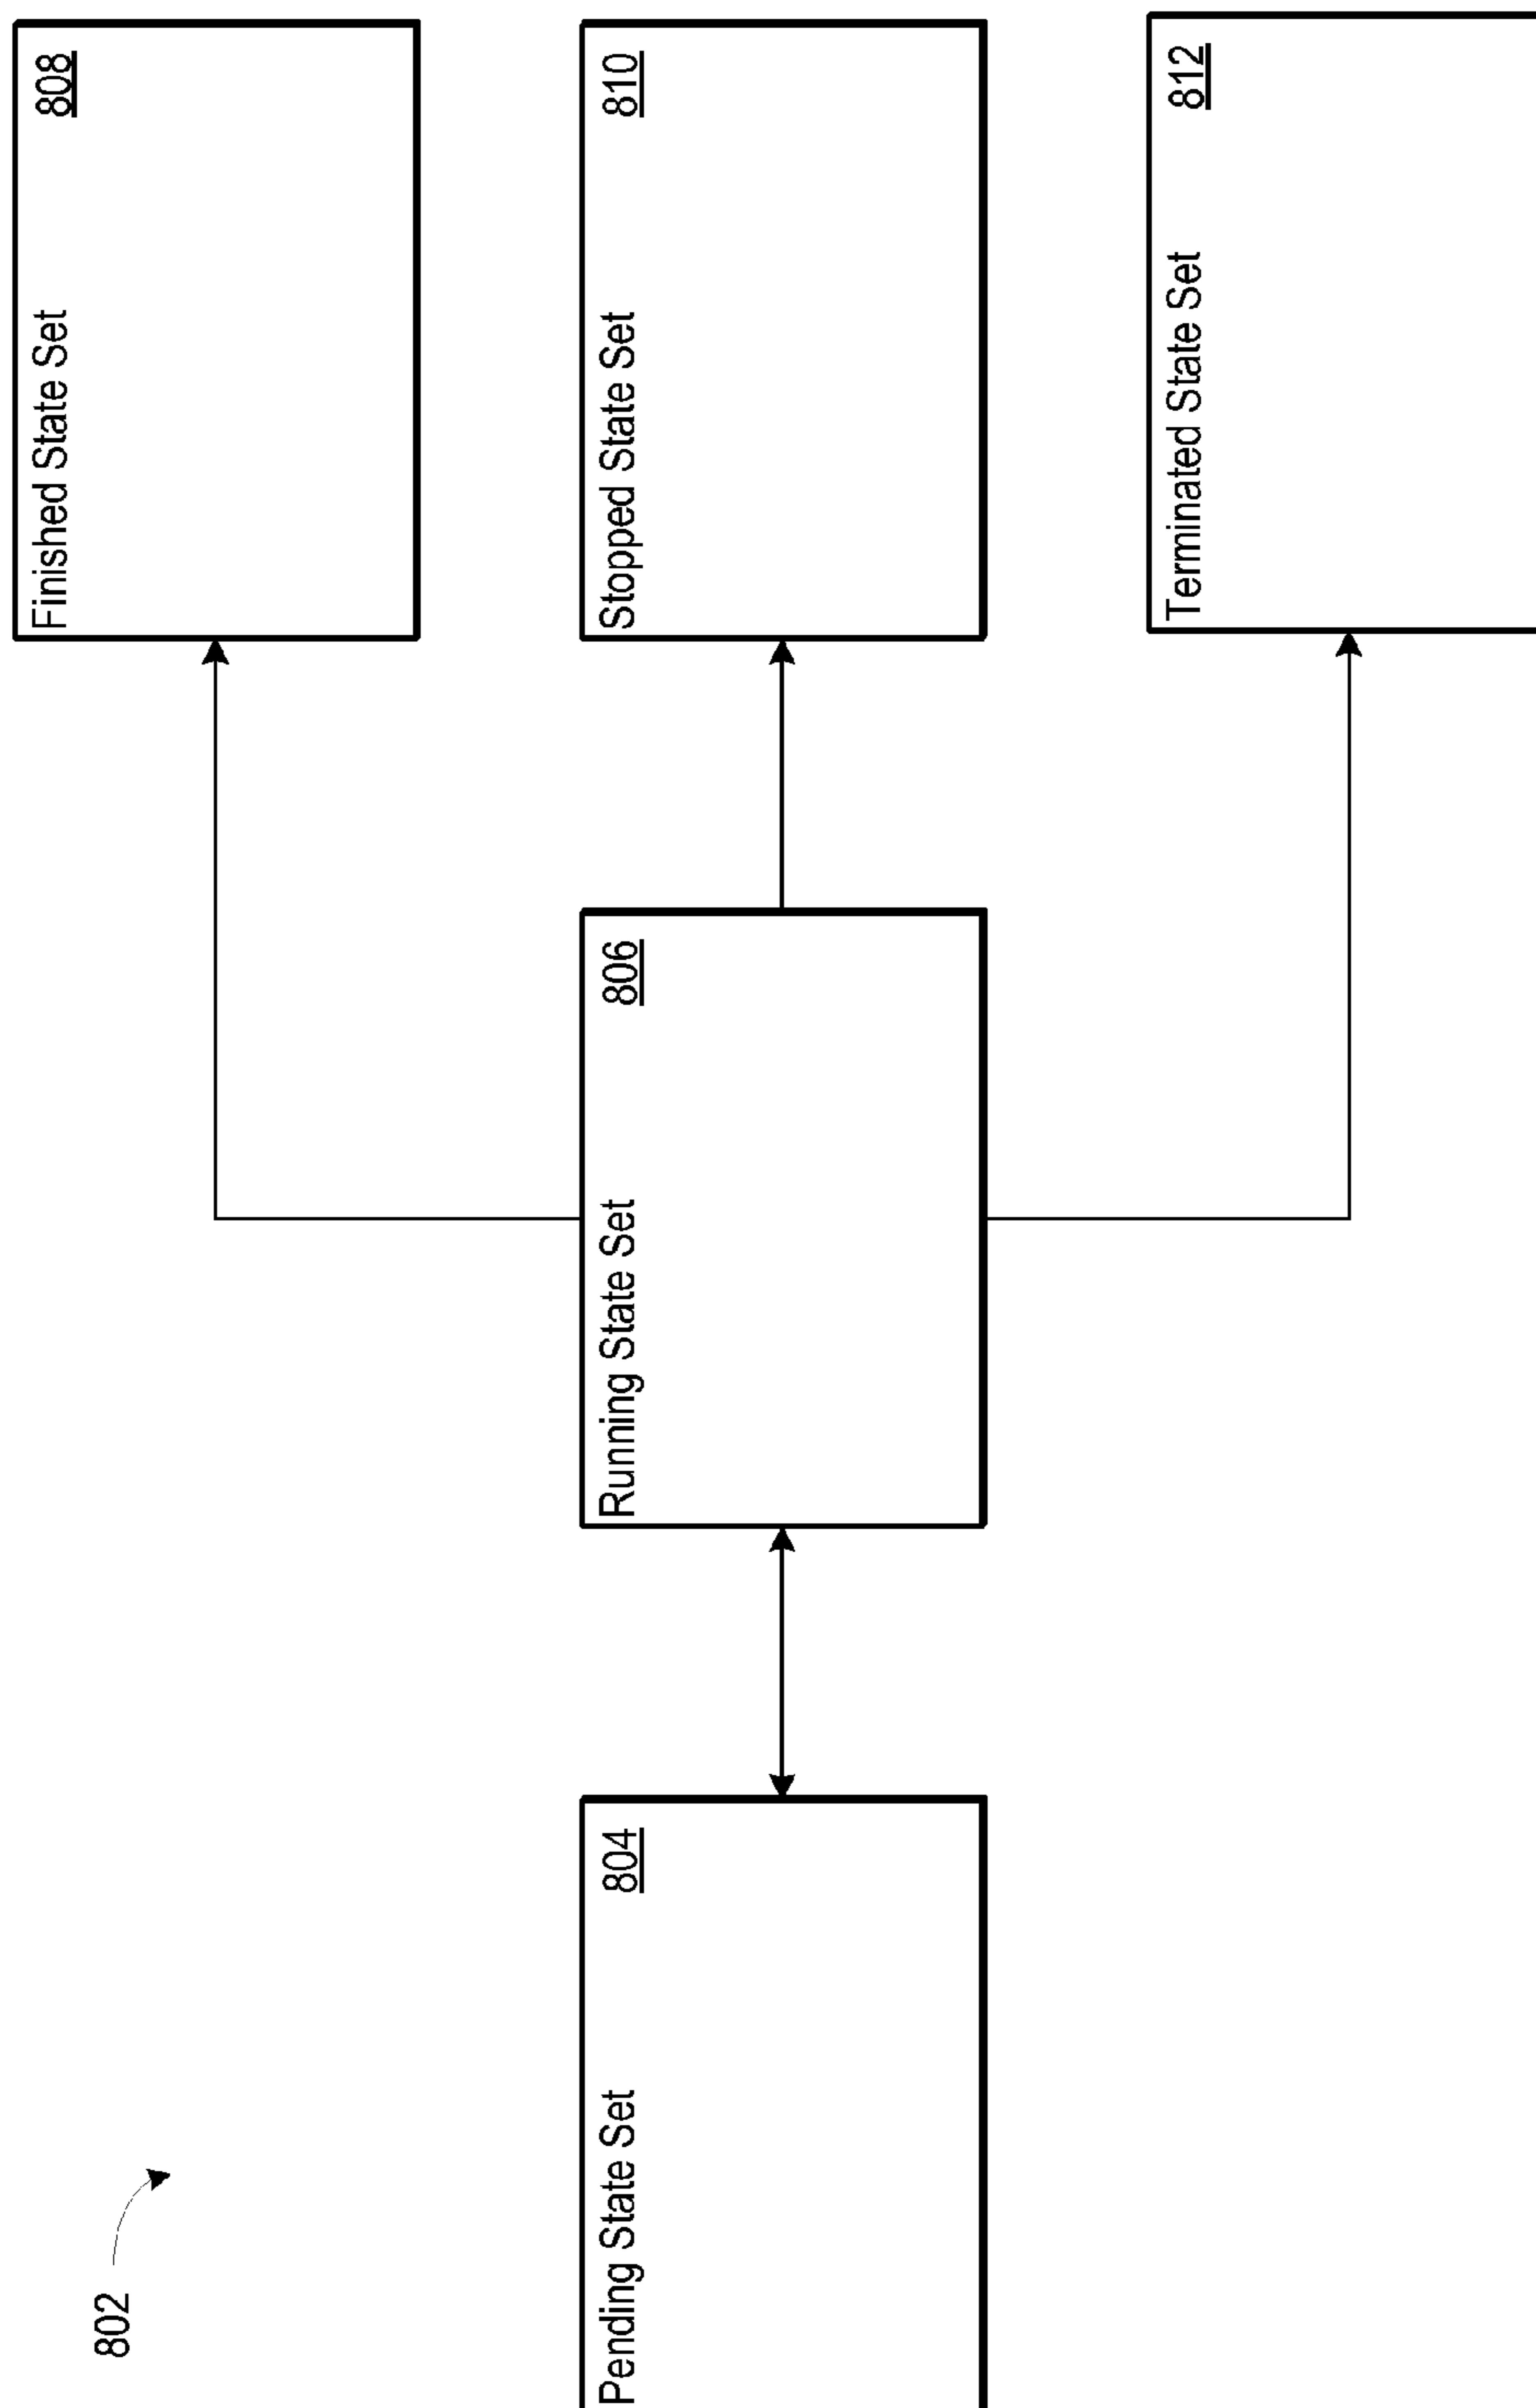 802
Finished State Set
808
Pending State Set
804
Running State Set
806
Stopped State Set
810
Terminated State Set
812